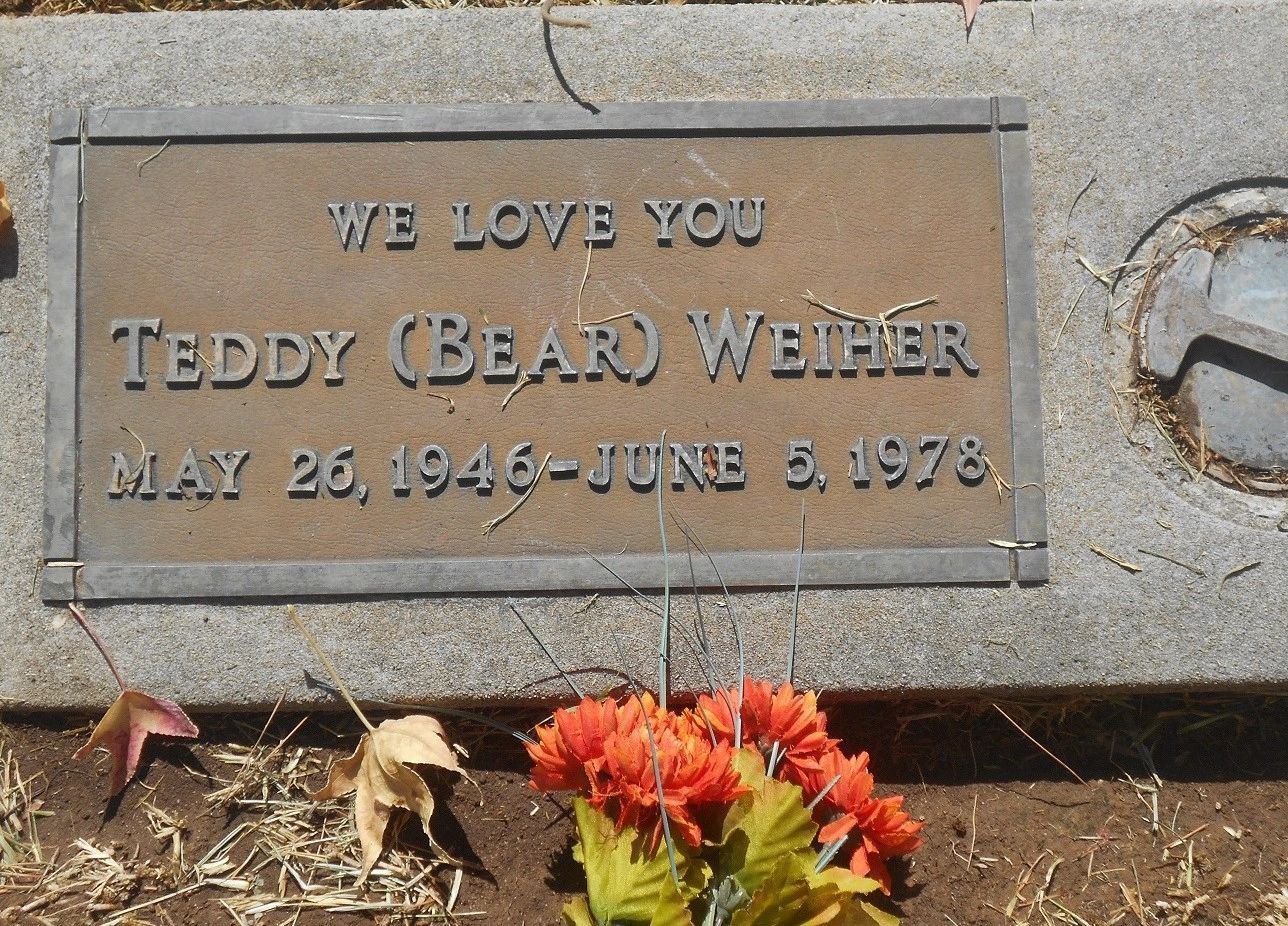 WE LOVE YOU
TEDDY (BEAR) WEIHER
MAY 26, 1946–JUNE 5, 1978